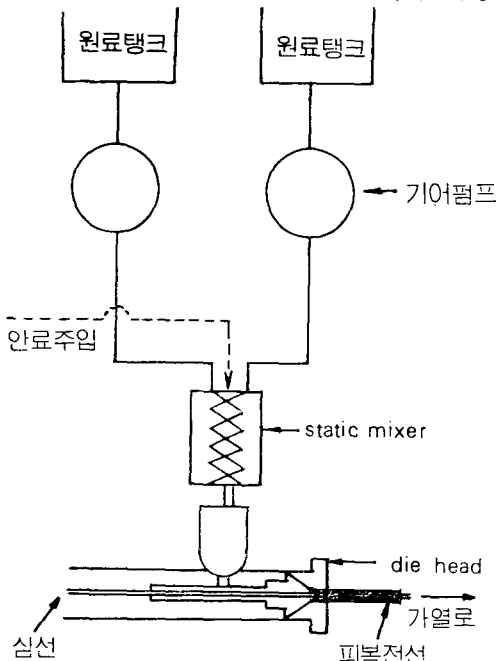 원료탱크
원료탱크
기어펌프
안료주입
static mixer
die head
가열로
심선
피복전선